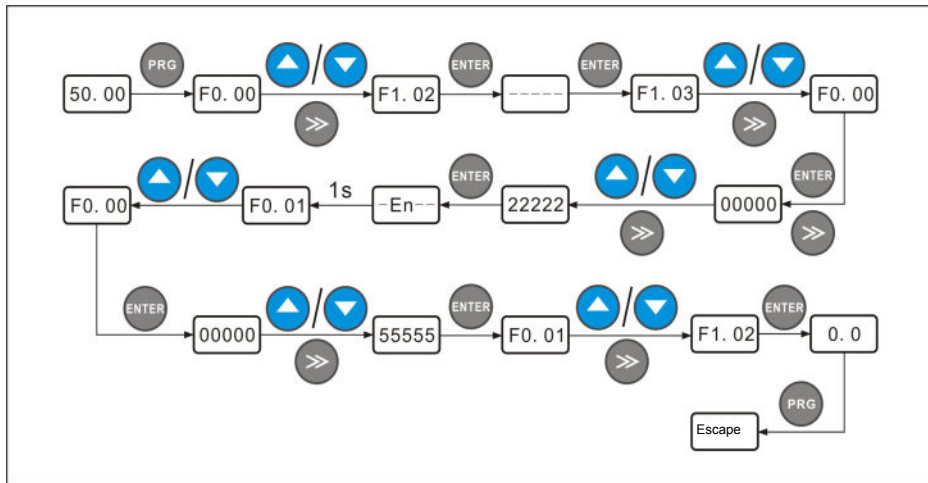 PRG / ENTER ENTER /
50. 00 F0. 00 F1. 02 ----- F1. 03 F0. 00
/ 1s ENTER / ENTER
F0. 00 F0. 01 -En-- 22222 00000
ENTER / ENTER / ENTER
00000 55555 F0. 01 F1. 02 0. 0
PRG
Escape